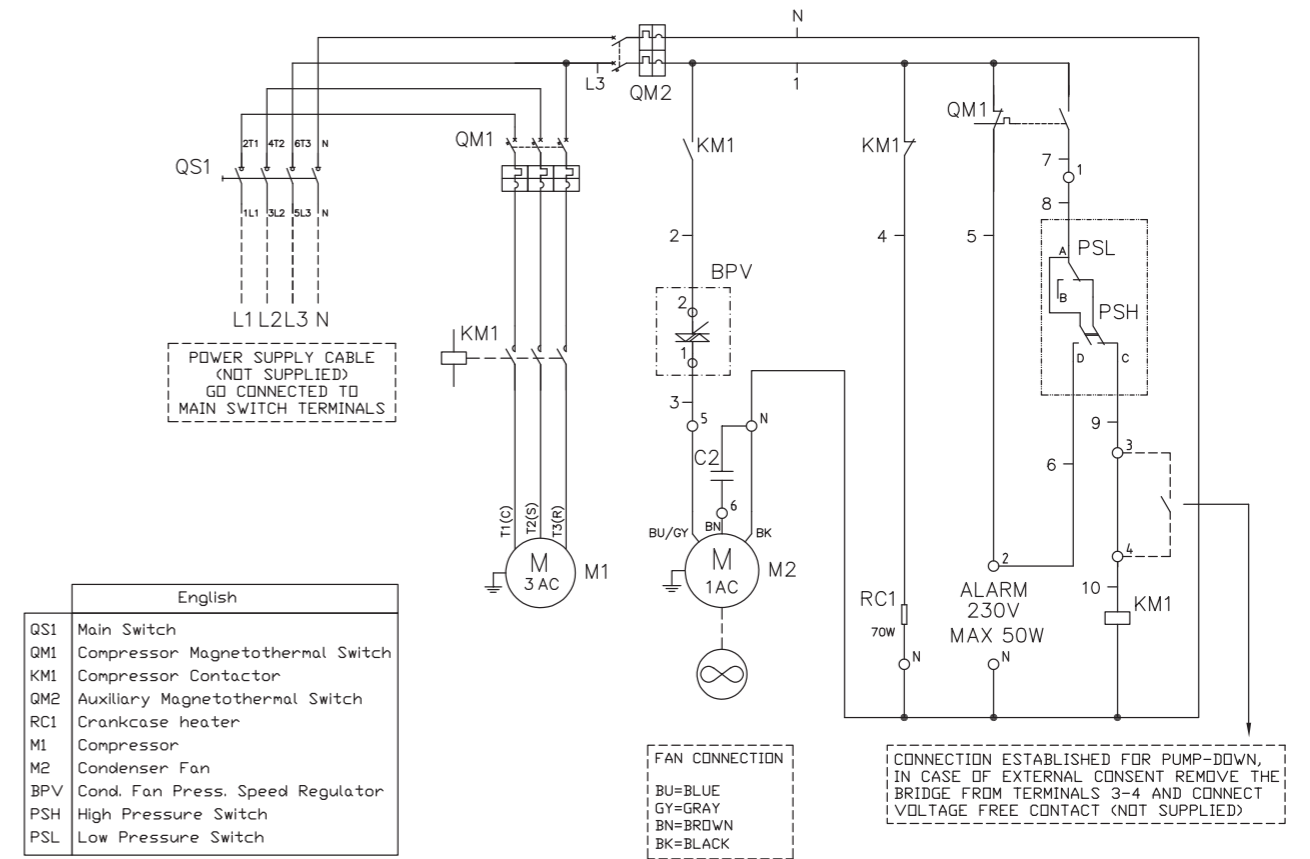 N
L3
QM2
1
2T1 4T2 6T3 N
QS1
1L1 3L2 5L3 N
L1 L2 L3 N
POWER SUPPLY CABLE
(NOT SUPPLIED)
GO CONNECTED TO
MAIN SWITCH TERMINALS
QM1
KM1
T1(C) T2(S) T3(R)
M
3 AC
M1
KM1
2
BPV
2
1
3
5
N
C2
6
BU/GY BN BK
M
1AC
M2
KM1
4
RC1
70W
N
QM1
5
2
ALARM
230V
MAX 50W
N
7
1
8
A PSL
B
PSH
D C
9
3
6
4
10
KM1
English
QS1 Main Switch
QM1 Compressor Magnetothermal Switch
KM1 Compressor Contactor
QM2 Auxiliary Magnetothermal Switch
RC1 Crankcase heater
M1 Compressor
M2 Condenser Fan
BPV Cond. Fan Press. Speed Regulator
PSH High Pressure Switch
PSL Low Pressure Switch
FAN CONNECTION
BU=BLUE
GY=GRAY
BN=BROWN
BK=BLACK
CONNECTION ESTABLISHED FOR PUMP-DOWN,
IN CASE OF EXTERNAL CONSENT REMOVE THE
BRIDGE FROM TERMINALS 3-4 AND CONNECT
VOLTAGE FREE CONTACT (NOT SUPPLIED)